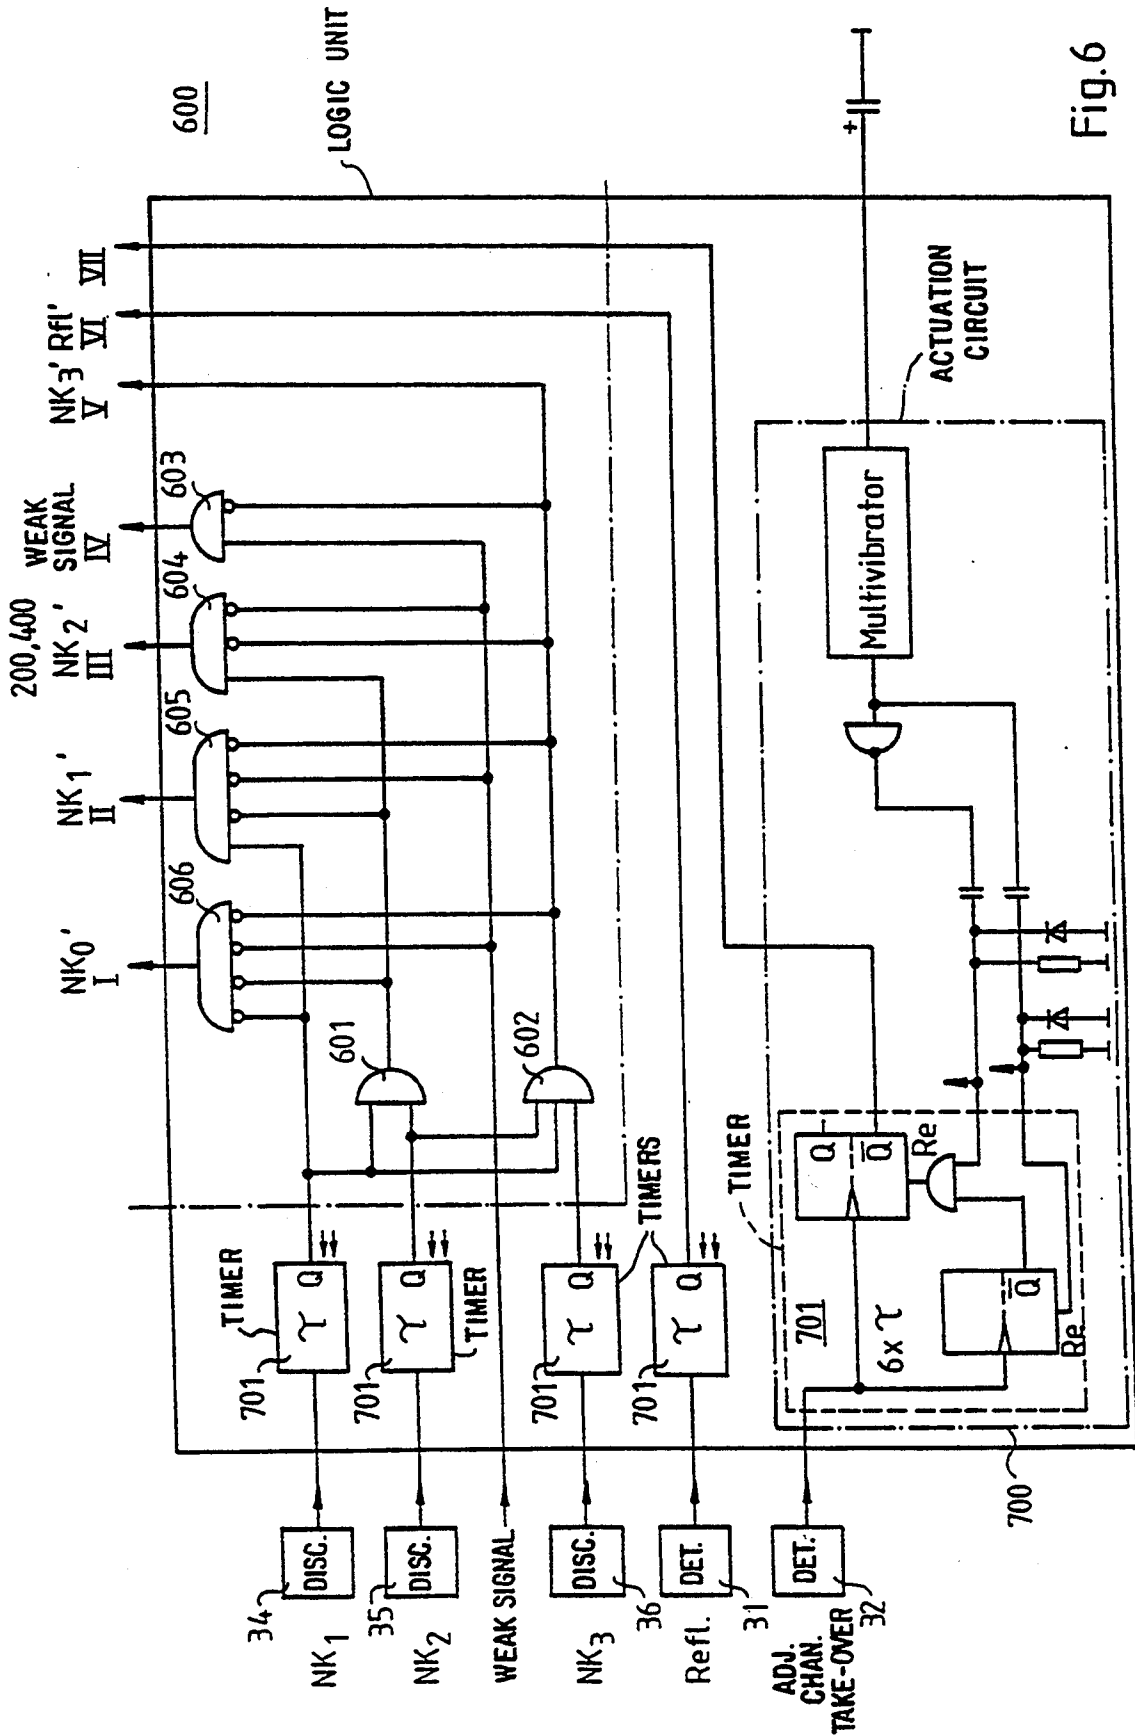 600
LOGIC UNIT
NK0'
I
NK1'
II
200,400
NK2'
III
WEAK
SIGNAL
IV
NK3'
V
Rfl'
VI
VII
606
605
604
603
601
602
TIMER
701
τ
Q
701
τ
Q
TIMER
701
τ
Q
701
τ
Q
TIMERS
34
DISC.
NK1
35
DISC.
NK2
WEAK SIGNAL
DISC.
36
NK3
DET.
31
Refl.
DET.
32
ADJ.
CHAN.
TAKE-OVER
ACTUATION
CIRCUIT
Multivibrator
+
TIMER
701
6x τ
Q
Q̅
Re
Q̅
Re
700
Fig.6